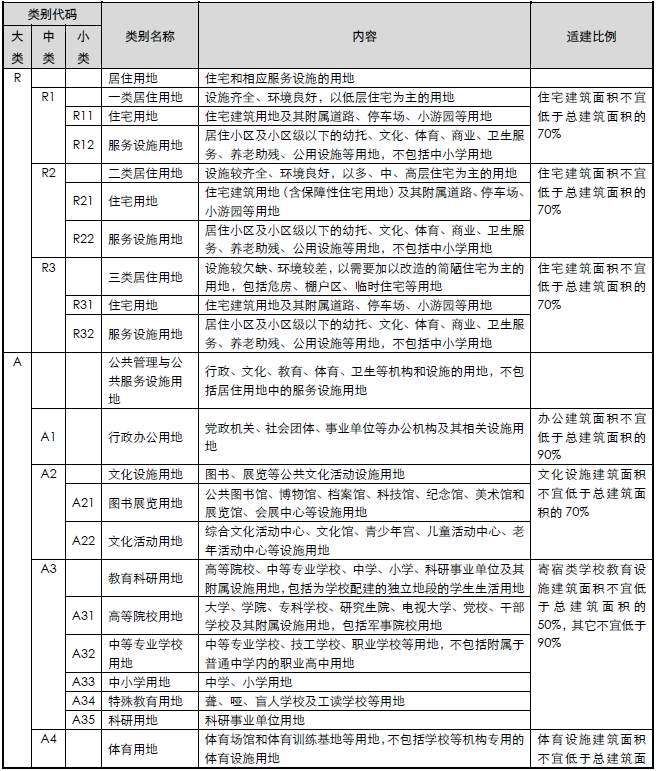 类别代码 类别名称 内容 适建比例
大类 中类 小类
R 居住用地 住宅和相应服务设施的用地
R1 一类居住用地 设施齐全、环境良好，以低层住宅为主的用地 住宅建筑面积不宜
低于总建筑面积的
70%
R11 住宅用地 住宅建筑用地及其附属道路、停车场、小游园等用地
R12 服务设施用地 居住小区及小区级以下的幼托、文化、体育、商业、卫生服
务、养老助残、公用设施等用地，不包括中小学用地
R2 二类居住用地 设施较齐全、环境良好，以多、中、高层住宅为主的用地 住宅建筑面积不宜
低于总建筑面积的
70%
R21 住宅用地 住宅建筑用地（含保障性住宅用地）及其附属道路、停车场、
小游园等用地
R22 服务设施用地 居住小区及小区级以下的幼托、文化、体育、商业、卫生服
务、养老助残、公用设施等用地，不包括中小学用地
R3 三类居住用地 设施较欠缺、环境较差，以需要加以改造的简陋住宅为主的
用地，包括危房、棚户区、临时住宅等用地
住宅建筑面积不宜
低于总建筑面积的
70%
R31 住宅用地 住宅建筑用地及其附属道路、停车场、小游园等用地
R32 服务设施用地 居住小区及小区级以下的幼托、文化、体育、商业、卫生服
务、养老助残、公用设施等用地，不包括中小学用地
A 公共管理与公
共服务设施用
地
行政、文化、教育、体育、卫生等机构和设施的用地，不包
括居住用地中的服务设施用地
A1 行政办公用地 党政机关、社会团体、事业单位等办公机构及其相关设施用
地
办公建筑面积不宜
低于总建筑面积的
90%
A2 文化设施用地 图书、展览等公共文化活动设施用地 文化设施建筑面积
不宜低于总建筑面
积的 70%
A21 图书展览用地 公共图书馆、博物馆、档案馆、科技馆、纪念馆、美术馆和
展览馆、会展中心等设施用地
A22 文化活动用地 综合文化活动中心、文化馆、青少年宫、儿童活动中心、老
年活动中心等设施用地
A3 教育科研用地 高等院校、中等专业学校、中学、小学、科研事业单位及其
附属设施用地，包括为学校配建的独立地段的学生生活用地
寄宿类学校教育设
施建筑面积不宜低
于总建筑面积的
50%，其它不宜低于
90%
A31 高等院校用地 大学、学院、专科学校、研究生院、电视大学、党校、干部
学校及其附属设施用地，包括军事院校用地
A32 中等专业学校
用地
中等专业学校、技工学校、职业学校等用地，不包括附属于
普通中学内的职业高中用地
A33 中小学用地 中学、小学用地
A34 特殊教育用地 聋、哑、盲人学校及工读学校等用地
A35 科研用地 科研事业单位用地
A4 体育用地 体育场馆和体育训练基地等用地，不包括学校等机构专用的
体育设施用地
体育设施建筑面积
不宜低于总建筑面